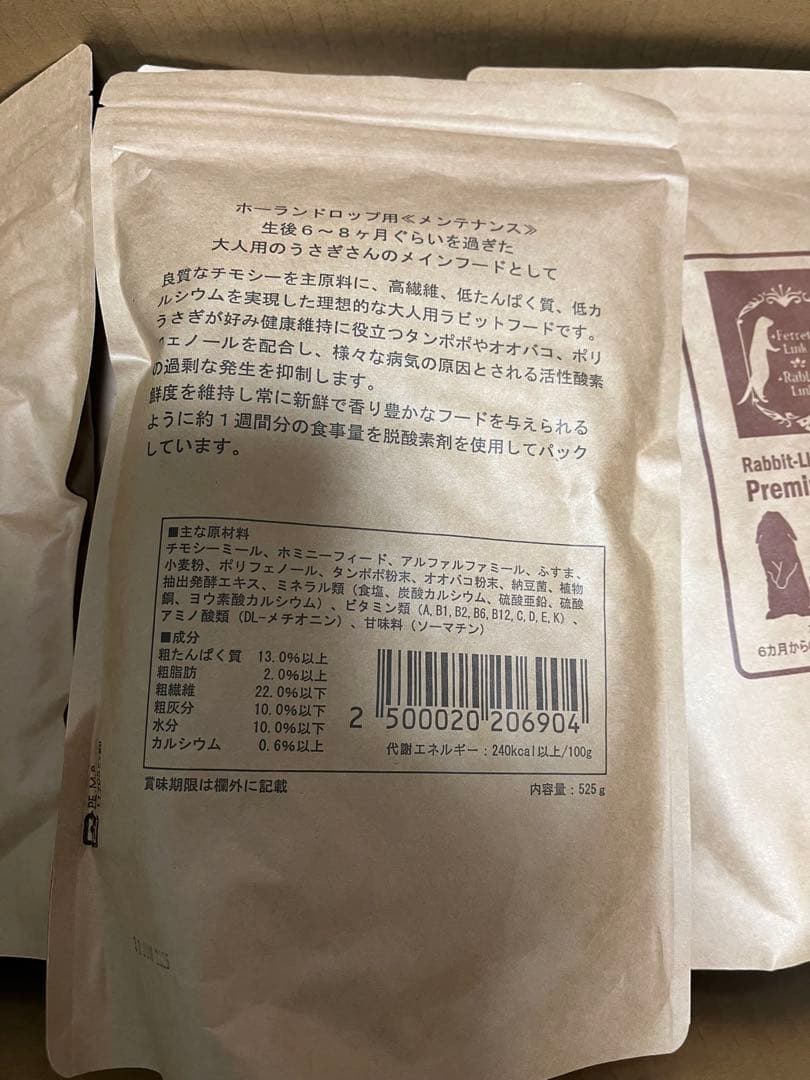 ホーランドロップ用≪メンテナンス≫
生後6〜8ヶ月ぐらいを過ぎた
大人用のうさぎさんのメインフードとして
良質なチモシーを主原料に、高繊維、低たんぱく質、低カ
ルシウムを実現した理想的な大人用ラビットフードです。
うさぎが好み健康維持に役立つタンポポやオオバコ、ポリ
フェノールを配合し、様々な病気の原因とされる活性酸素
の過剰な発生を抑制します。
鮮度を維持し常に新鮮で香り豊かなフードを与えられる
ように約1週間分の食事量を脱酸素剤を使用してパック
しています。
■主な原材料
チモシーミール、ホミニーフィード、アルファルファミール、ふすま、
小麦粉、ポリフェノール、タンポポ粉末、オオバコ粉末、納豆菌、植物
抽出発酵エキス、ミネラル類（食塩、炭酸カルシウム、硫酸亜鉛、硫酸
銅、ヨウ素酸カルシウム）、ビタミン類（A,B1,B2,B6,B12,C,D,E,K）、
アミノ酸類（DL-メチオニン）、甘味料（ソーマチン）
■成分
粗たんぱく質 13.0%以上
粗脂肪 2.0%以上
粗繊維 22.0%以下
粗灰分 10.0%以下
水分 10.0%以下
カルシウム 0.6%以上
2 500020 206904
代謝エネルギー：240kcal以上/100g
賞味期限は欄外に記載
内容量：525g
PE,M,P
Ferret
Link
Rabbit
Link
Rabbit-Li
Premi
6カ月から